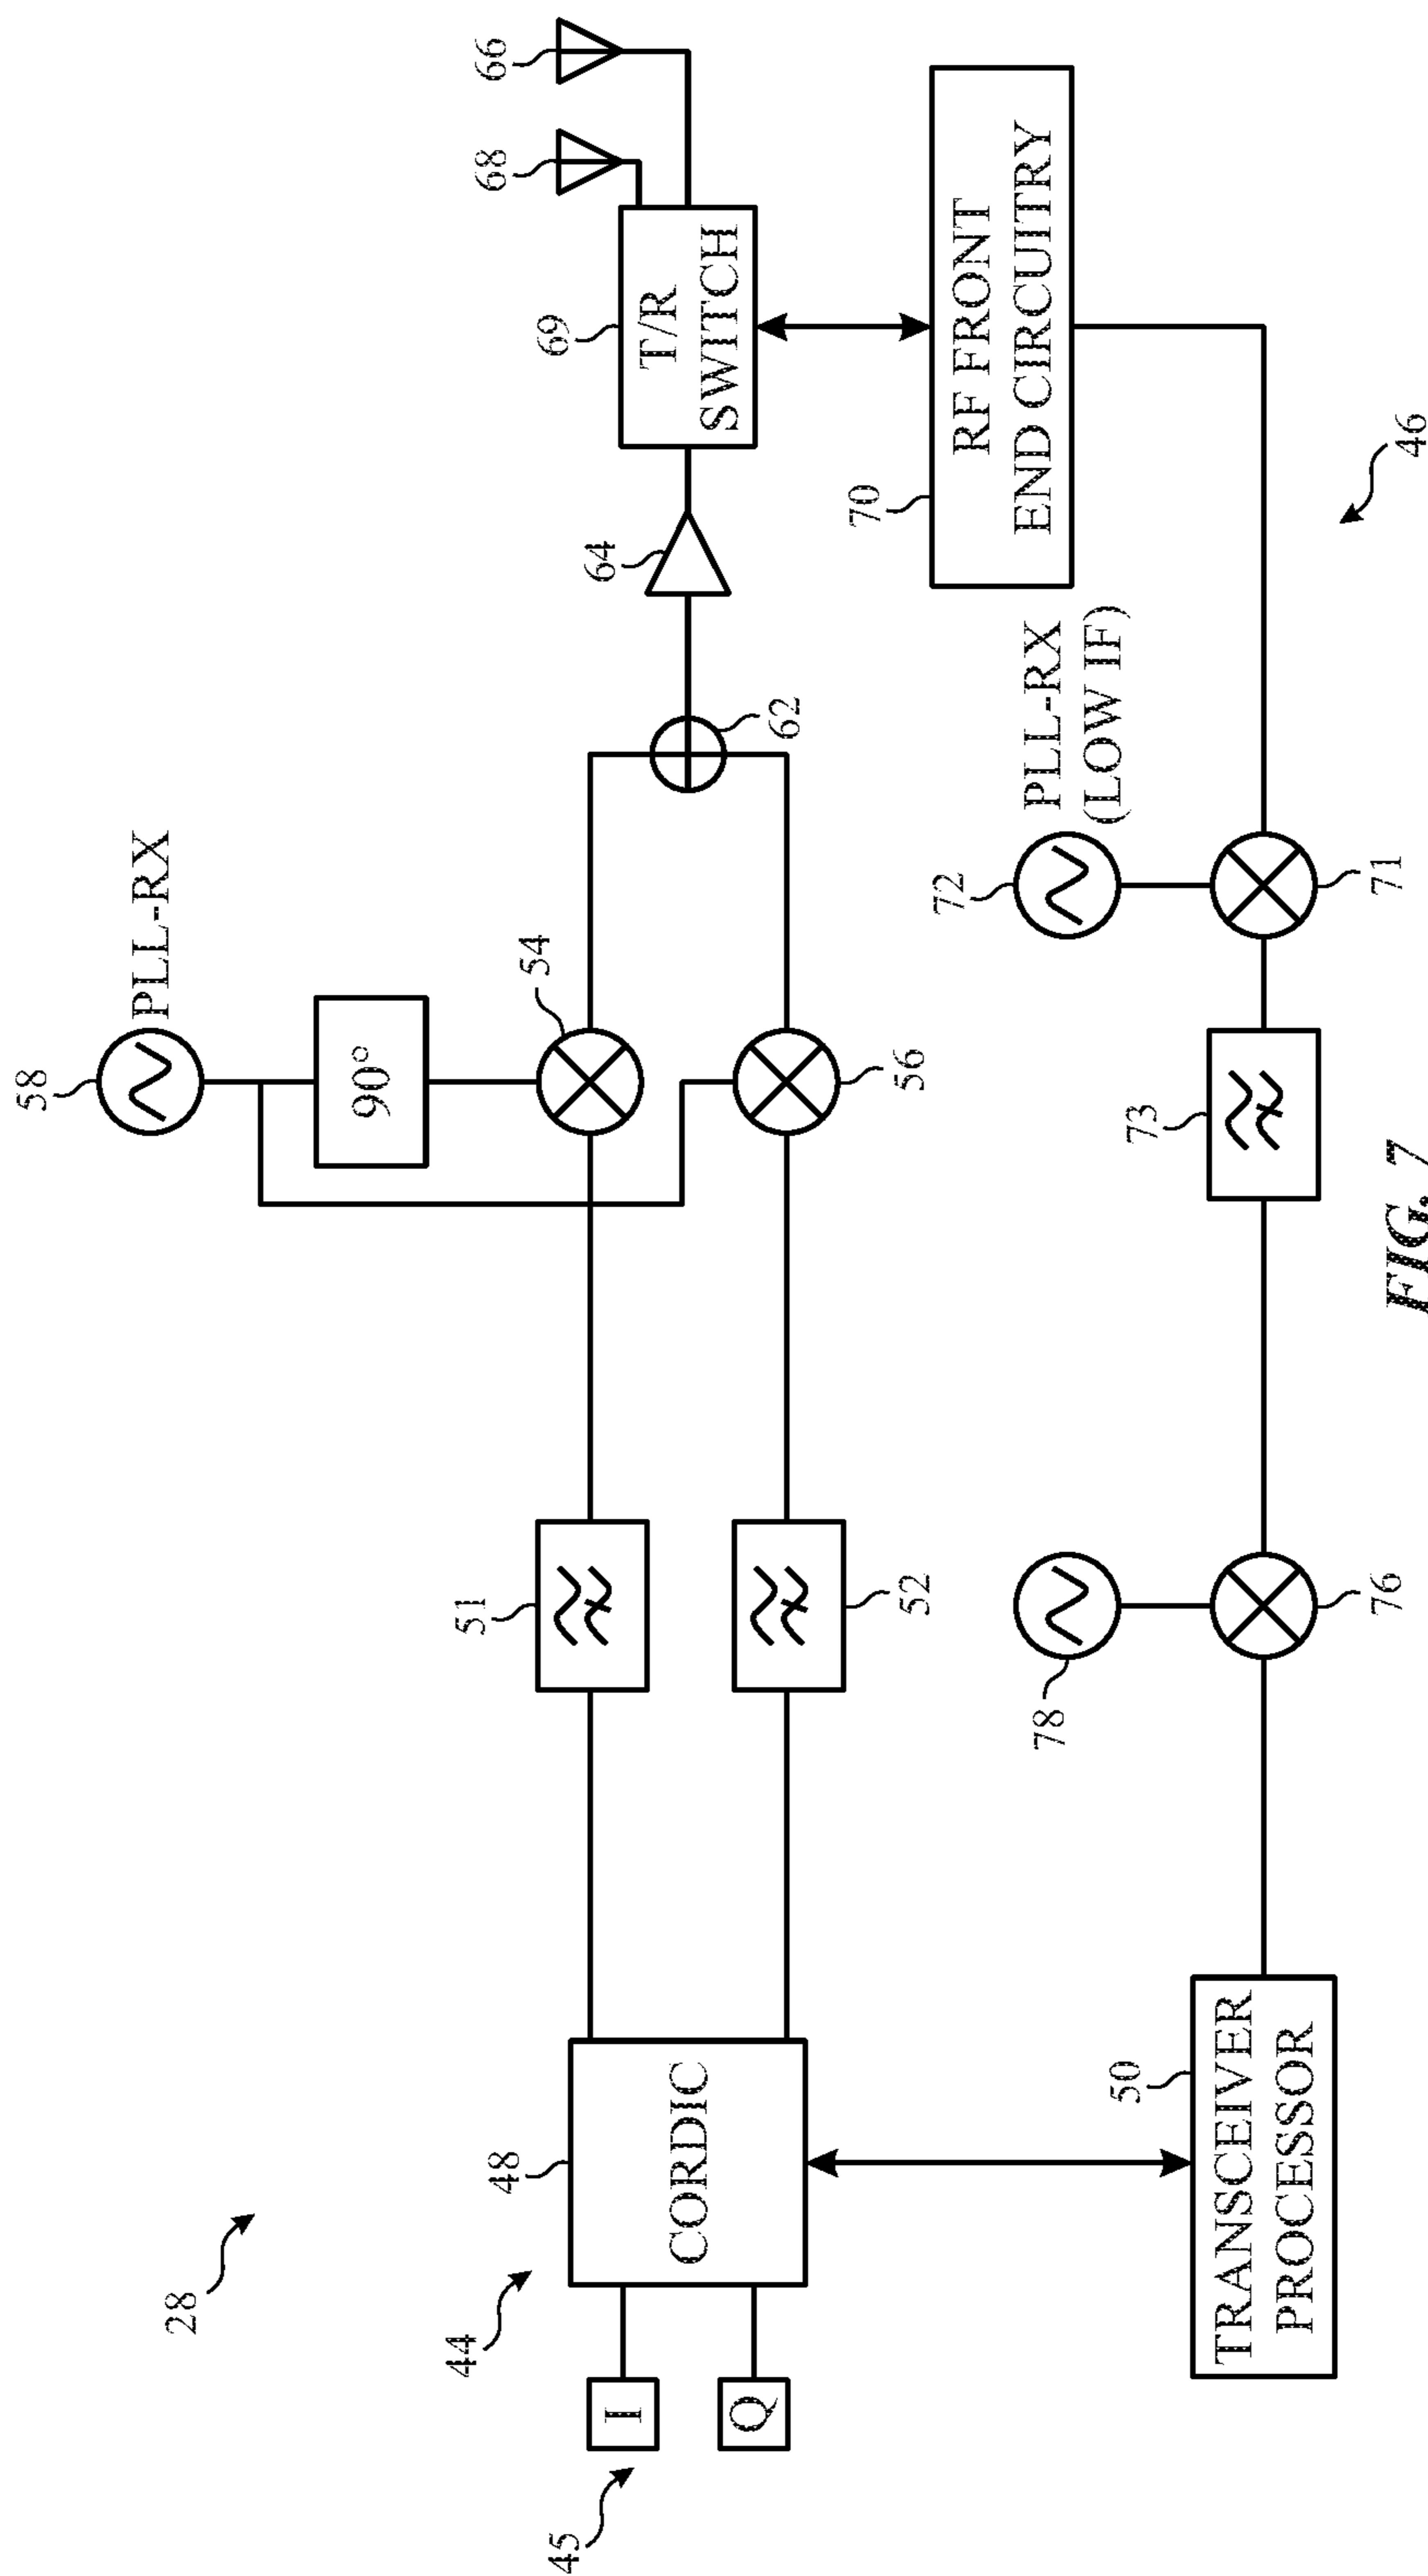 28
58
PLL-RX
90°
66
68
44
48
51
54
62
64
69
T/R
SWITCH
45
I
Q
CORDIC
52
56
70
RF FRONT
END CIRCUITRY
78
72
PLL-RX
(LOW IF)
50
TRANSCEIVER
PROCESSOR
76
73
71
46
FIG. 7